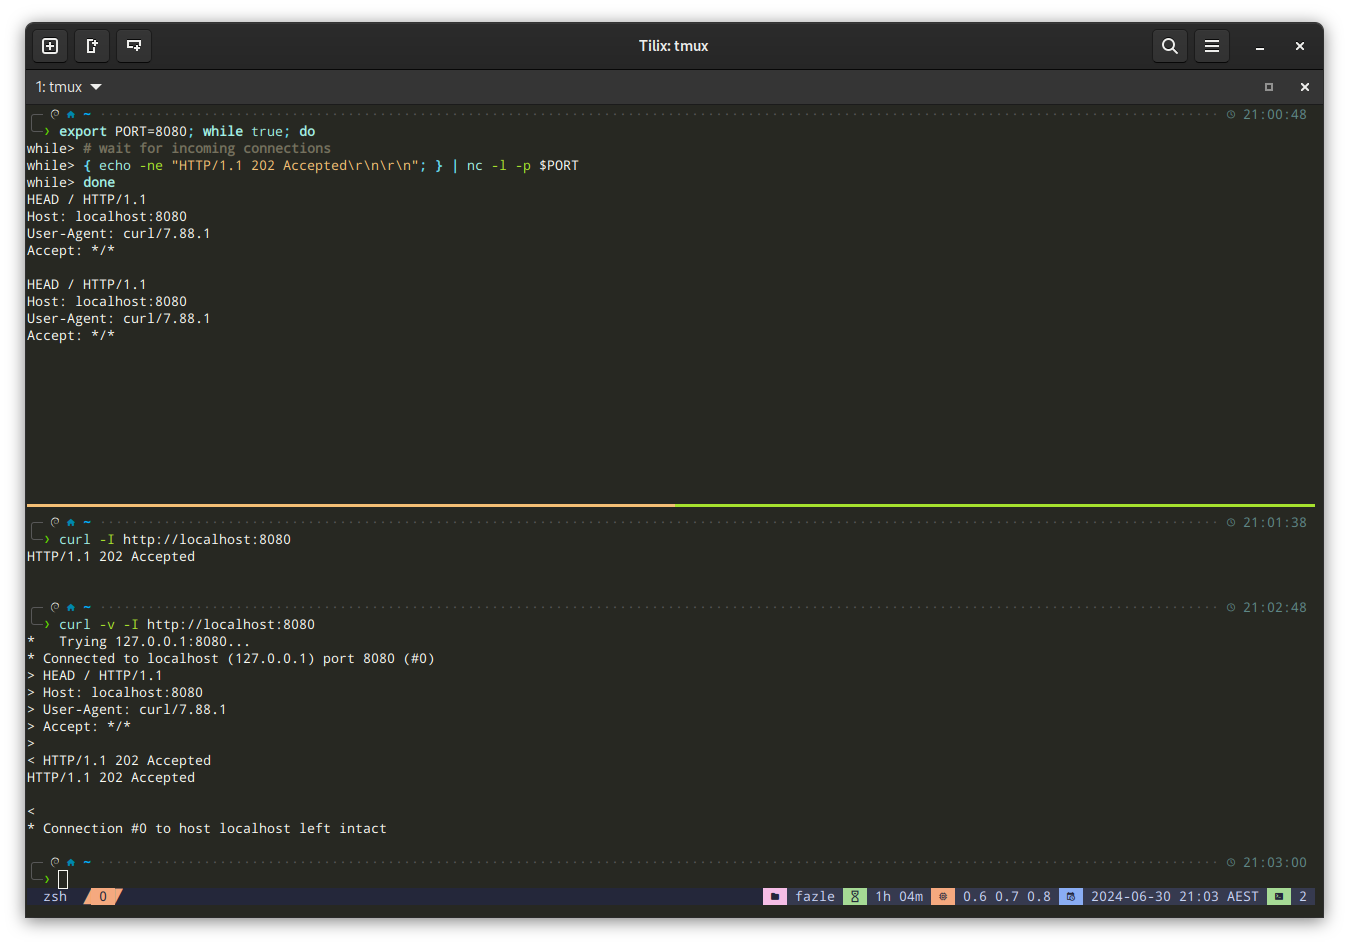 Tilix: tmux
1: tmux
~ 21:00:48
❯ export PORT=8080; while true; do
while> # wait for incoming connections
while> { echo -ne "HTTP/1.1 202 Accepted\r\n\r\n"; } | nc -l -p $PORT
while> done
HEAD / HTTP/1.1
Host: localhost:8080
User-Agent: curl/7.88.1
Accept: */*
HEAD / HTTP/1.1
Host: localhost:8080
User-Agent: curl/7.88.1
Accept: */*
~ 21:01:38
❯ curl -I http://localhost:8080
HTTP/1.1 202 Accepted
~ 21:02:48
❯ curl -v -I http://localhost:8080
*   Trying 127.0.0.1:8080...
* Connected to localhost (127.0.0.1) port 8080 (#0)
> HEAD / HTTP/1.1
> Host: localhost:8080
> User-Agent: curl/7.88.1
> Accept: */*
>
< HTTP/1.1 202 Accepted
HTTP/1.1 202 Accepted
<
* Connection #0 to host localhost left intact
~ 21:03:00
❯
zsh 0 fazle 1h 04m 0.6 0.7 0.8 2024-06-30 21:03 AEST 2